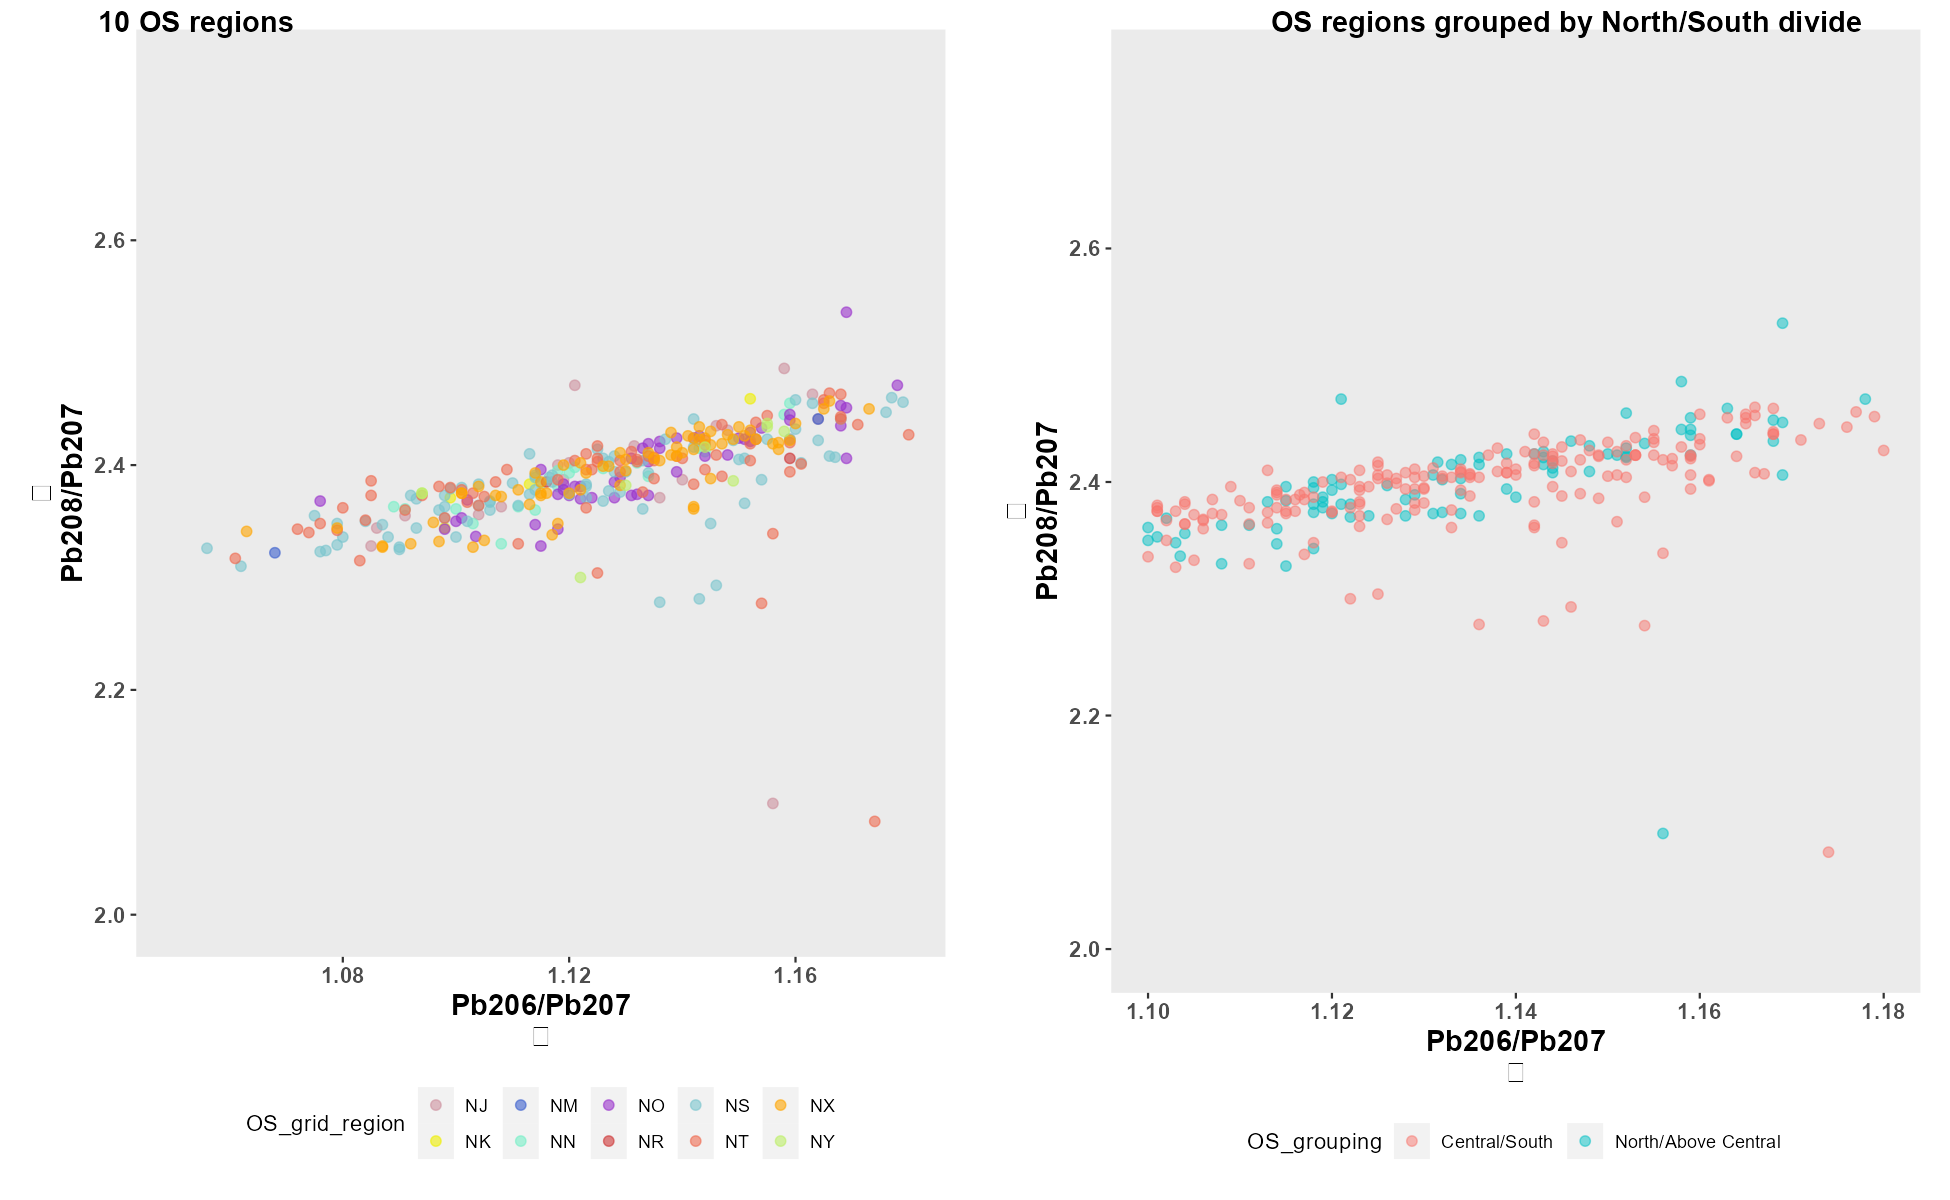 10 OS regions
OS regions grouped by North/South divide
Pb208/Pb207
2.6
2.4
2.2
2.0
1.08 1.12 1.16
Pb206/Pb207
OS_grid_region
NJ NM NO NS NX
NK NN NR NT NY
Pb208/Pb207
2.6
2.4
2.2
2.0
1.10 1.12 1.14 1.16 1.18
Pb206/Pb207
OS_grouping Central/South North/Above Central